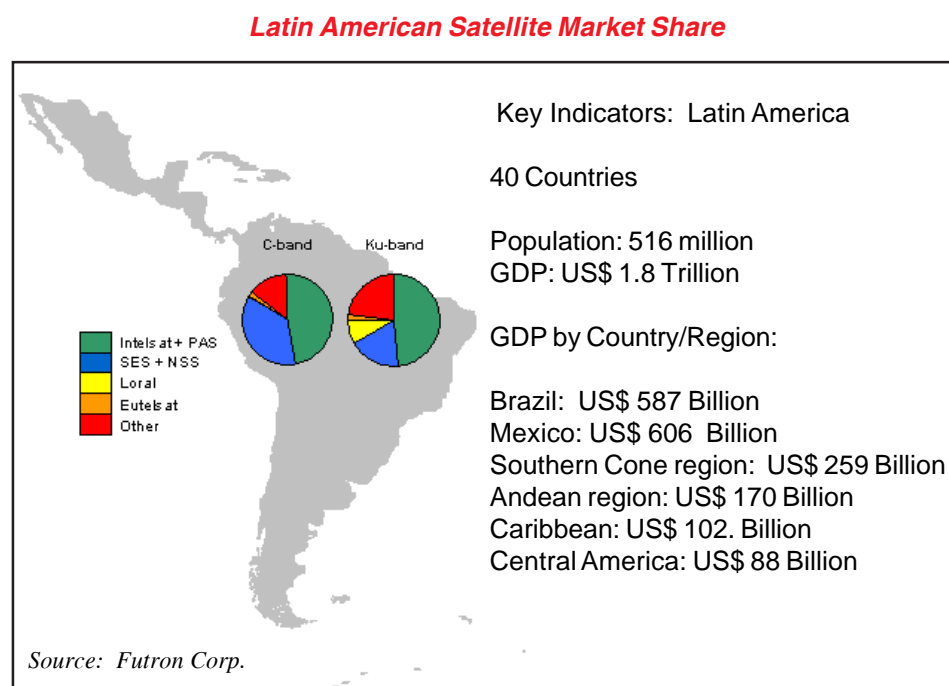 Latin American Satellite Market Share
Key Indicators: Latin America
40 Countries
Population: 516 million
GDP: US$ 1.8 Trillion
GDP by Country/Region:
Brazil: US$ 587 Billion
Mexico: US$ 606 Billion
Southern Cone region: US$ 259 Billion
Andean region: US$ 170 Billion
Caribbean: US$ 102. Billion
Central America: US$ 88 Billion
C-band
Ku-band
Intelsat + PAS
SES + NSS
Loral
Eutelsat
Other
Source: Futron Corp.